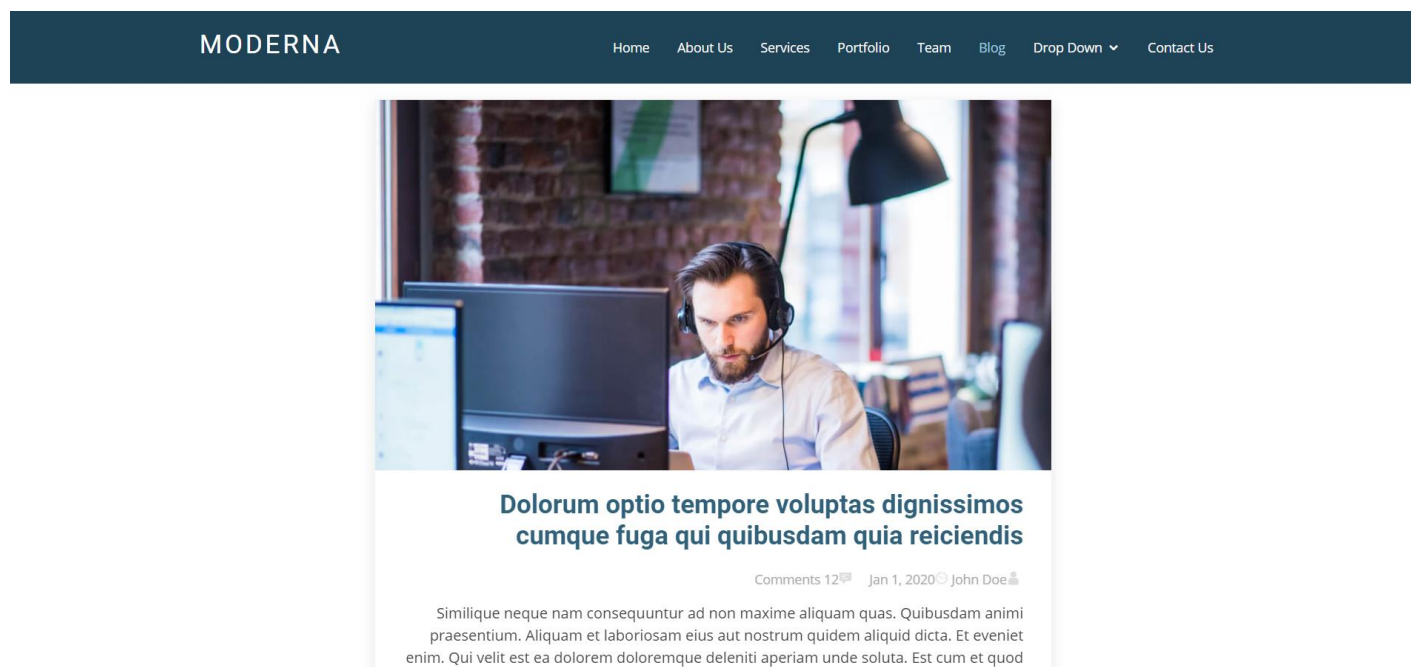 MODERNA
Home About Us Services Portfolio Team Blog Drop Down Contact Us
Dolorum optio tempore voluptas dignissimos
cumque fuga qui quibusdam quia reiciendis
Comments 12 Jan 1, 2020 John Doe
Similique neque nam consequuntur ad non maxime aliquam quas. Quibusdam animi
praesentium. Aliquam et laboriosam eius aut nostrum quidem aliquid dicta. Et eveniet
enim. Qui velit est ea dolorem doloremque deleniti aperiam unde soluta. Est cum et quod